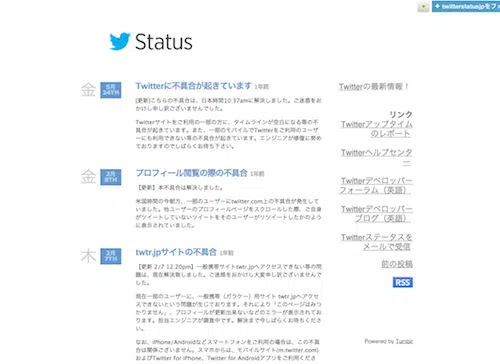 twitterstatusjpをフォ
Status
金
5月
24TH
Twitterに不具合が起きています 1年前
[更新]こちらの不具合は、日本時間10:37amに解決しました。ご迷惑をお
かけし申し訳ございませんでした。
Twitterサイトをご利用の一部の方に、タイムラインが空白になる等の不
具合が起きています。また、一部のモバイルでTwitterをご利用のユーザ
ーにも利用できない等の不具合が起きています。エンジニアが修復に努
めておりますのでしばらくお待ち下さい。
金
2月
8TH
プロフィール閲覧の際の不具合 1年前
【更新】本不具合は解決しました。
米国時間の今朝方、一部のユーザーにtwitter.com上の不具合が発生して
いました。他ユーザーのプロフィールページをスクロールした際、ご自身
がツイートしていないツイートをそのユーザーがリツイートしたかのよう
に表示されていました。
木
2月
7TH
twtr.jpサイトの不具合 1年前
【更新 2/7 12:20pm】一般携帯サイトtwtr.jpへアクセスできない等の問
題は、現在解決致しました。ご迷惑をおかけし大変申し訳ございませんで
した。
現在一部のユーザーに、一般携帯（ガラケー）用サイト twtr.jpへアクセ
スできないという問題が生じております。それにより「このページはみつ
かりません」、プロフィールが更新出来ないなどのエラーが表示されてお
ります。担当エンジニアが調査中です。解決まで今しばらくお待ちくださ
い。
なお、iPhone/Androidなどスマートフォンをご利用の場合は、この不具
合は関係ございません。スマホからは、モバイルサイト(m.twitter.com)
およびTwitter for iPhone、Twitter for Androidアプリをご利用くださ
Twitterの最新情報！
リンク
Twitterアップタイム
のレポート
Twitterヘルプセンタ
ー
Twitterデベロッパー
フォーラム（英語）
Twitterデベロッパー
ブログ（英語）
Twitterステータスを
メールで受信
前の投稿
RSS
Powered by Tumblr